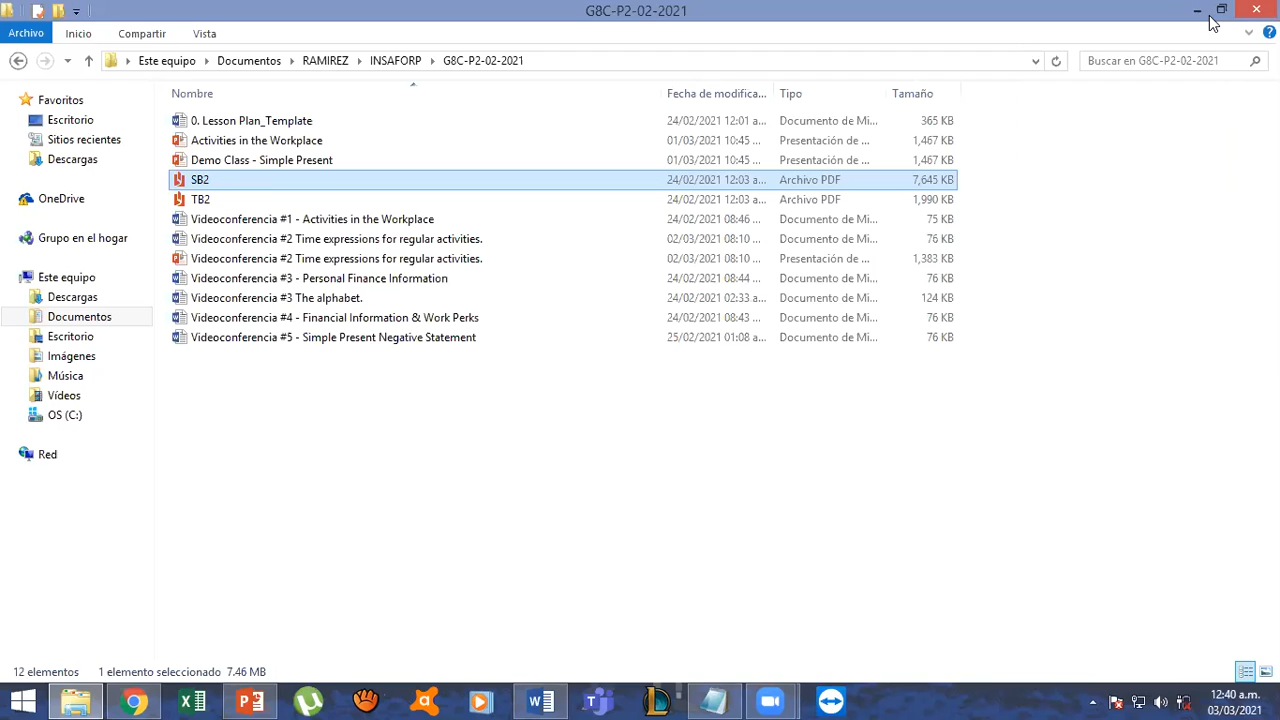 G8C-P2-02-2021
Archivo Inicio Compartir Vista
Este equipo Documentos RAMIREZ INSAFORP G8C-P2-02-2021 Buscar en G8C-P2-02-2021
Nombre Fecha de modifica... Tipo Tamaño
0. Lesson Plan_Template 24/02/2021 12:01 a... Documento de Mi... 365 KB
Activities in the Workplace 01/03/2021 10:45 ... Presentación de ... 1,467 KB
Demo Class - Simple Present 01/03/2021 10:45 ... Presentación de ... 1,467 KB
SB2 24/02/2021 12:03 a... Archivo PDF 7,645 KB
TB2 24/02/2021 12:03 a... Archivo PDF 1,990 KB
Videoconferencia #1 - Activities in the Workplace 24/02/2021 08:46 ... Documento de Mi... 75 KB
Videoconferencia #2 Time expressions for regular activities. 02/03/2021 08:10 ... Documento de Mi... 76 KB
Videoconferencia #2 Time expressions for regular activities. 02/03/2021 08:10 ... Presentación de ... 1,383 KB
Videoconferencia #3 - Personal Finance Information 24/02/2021 08:44 ... Documento de Mi... 76 KB
Videoconferencia #3 The alphabet. 24/02/2021 02:33 a... Documento de Mi... 124 KB
Videoconferencia #4 - Financial Information & Work Perks 24/02/2021 08:43 ... Documento de Mi... 76 KB
Videoconferencia #5 - Simple Present Negative Statement 25/02/2021 01:08 a... Documento de Mi... 76 KB
Favoritos
Escritorio
Sitios recientes
Descargas
OneDrive
Grupo en el hogar
Este equipo
Descargas
Documentos
Escritorio
Imágenes
Música
Vídeos
OS (C:)
Red
12 elementos 1 elemento seleccionado 7.46 MB
12:40 a.m.
03/03/2021